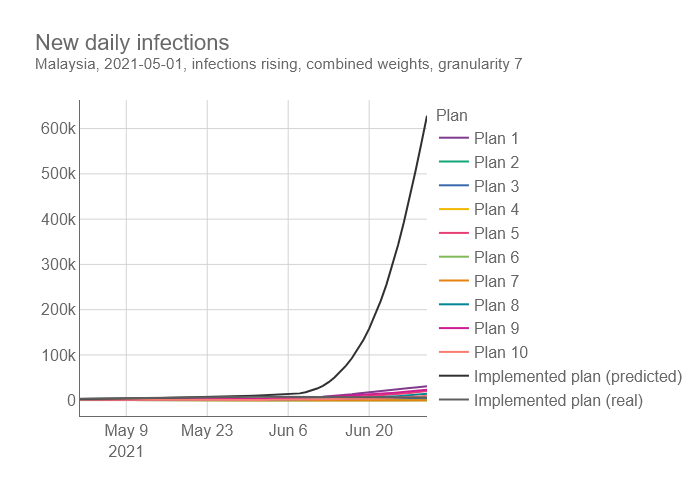 New daily infections
Malaysia, 2021-05-01, infections rising, combined weights, granularity 7
600k
500k
400k
300k
200k
100k
0
May 9
2021
May 23
Jun 6
Jun 20
Plan
Plan 1
Plan 2
Plan 3
Plan 4
Plan 5
Plan 6
Plan 7
Plan 8
Plan 9
Plan 10
Implemented plan (predicted)
Implemented plan (real)